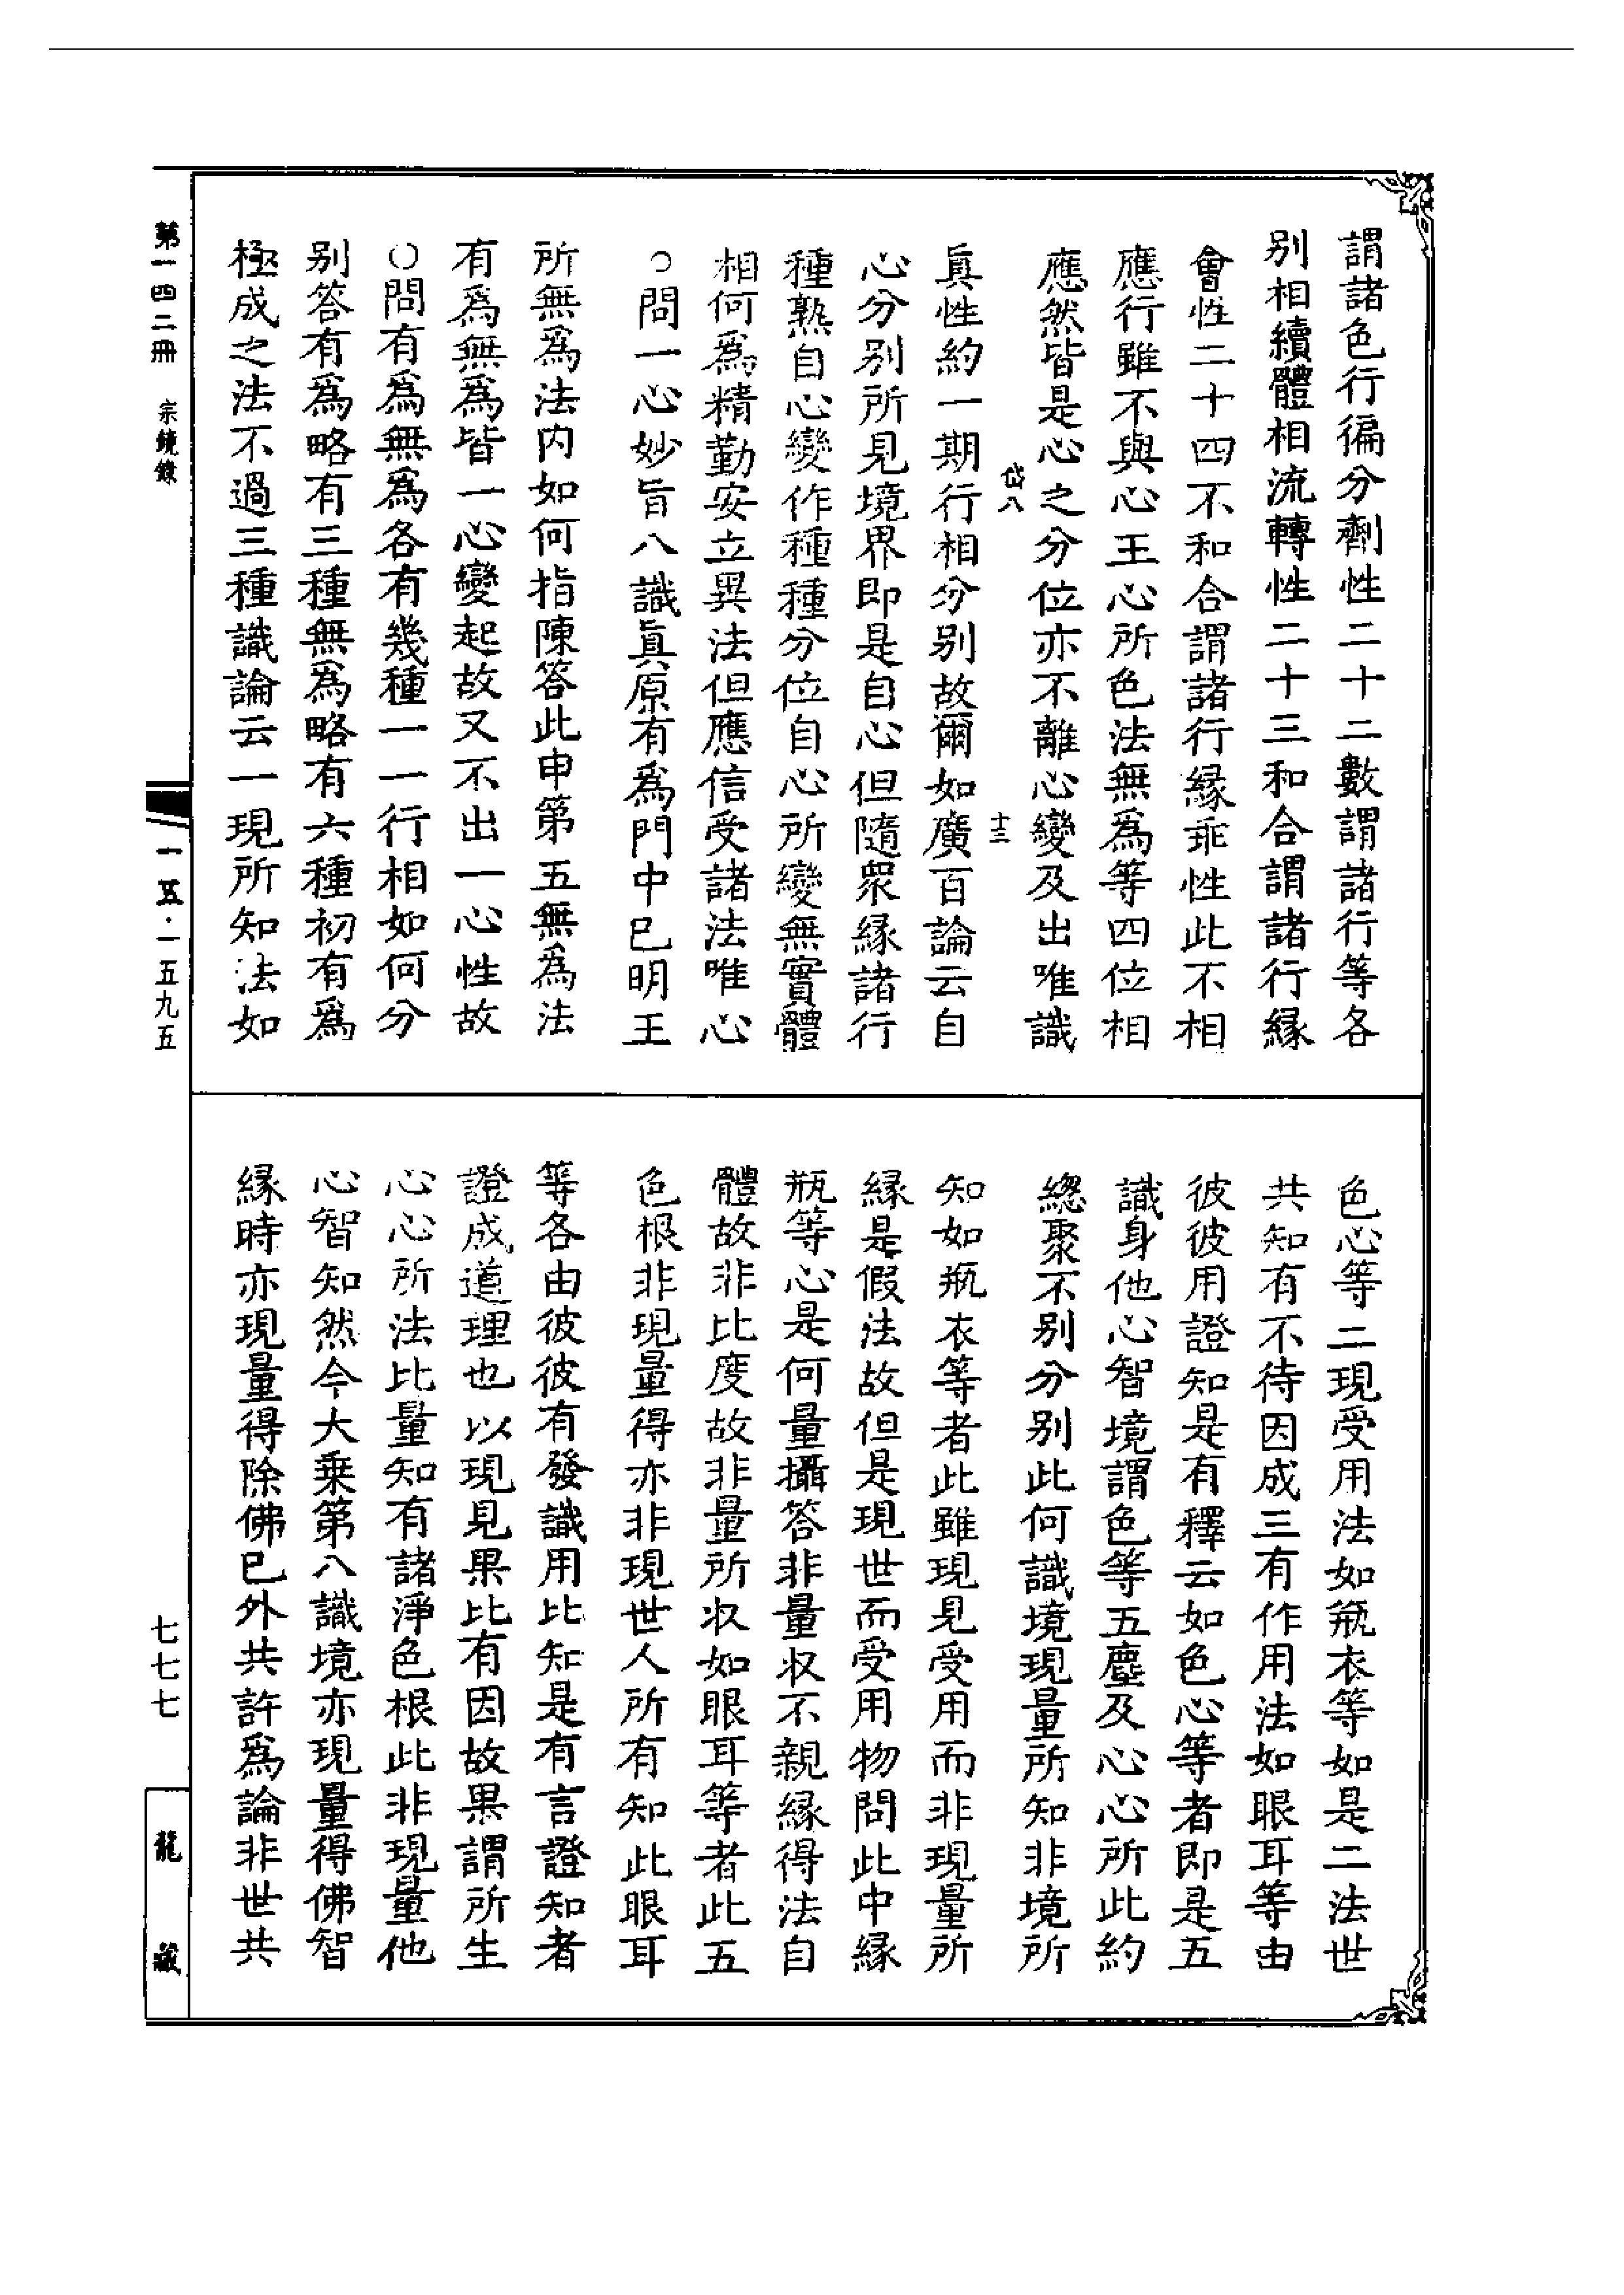 謂諸色行徧分劑性二十二數謂諸行等各
别相續體相流轉性二十三和合謂諸行緣
會性二十四不和合謂諸行緣乖性此不相
應行雖不與心王心所色法無爲等四位相
應然皆是心之分位亦不離心變及出唯識
岱八
十三
眞性約一期行相分别故爾如廣百論云自
心分别所見境界即是自心但隨衆緣諸行
種熟自心變作種種分位自心所變無實體
相何爲精勤安立異法但應信受諸法唯心
○問一心妙旨八識眞原有爲門中已明王
所無爲法内如何指陳答此申第五無爲法
有爲無爲皆一心變起故又不出一心性故
○問有爲無爲各有幾種一一行相如何分
别答有爲略有三種無爲略有六種初有爲
極成之法不過三種識論云一現所知法如
色心等二現受用法如瓶衣等如是二法世
共知有不待因成三有作用法如眼耳等由
彼彼用證知是有釋云如色心等者即是五
識身他心智境謂色等五塵及心心所此約
緫聚不别分别此何識境現量所知非境所
知如瓶衣等者此雖現見受用而非現量所
緣是假法故但是現世而受用物問此中緣
瓶等心是何量攝答非量収不親緣得法自
體故非比度故非量所収如眼耳等者此五
色根非現量得亦非現世人所有知此眼耳
等各由彼彼有發識用比知是有言證知者
證成道理也以現見果比有因故果謂所生
心心所法比量知有諸淨色根此非現量他
心智知然今大乗第八識境亦現量得佛智
緣時亦現量得除佛已外共許爲論非世共
第一四二冊
宗鏡錄
一五·一五九五
七七七
龍藏